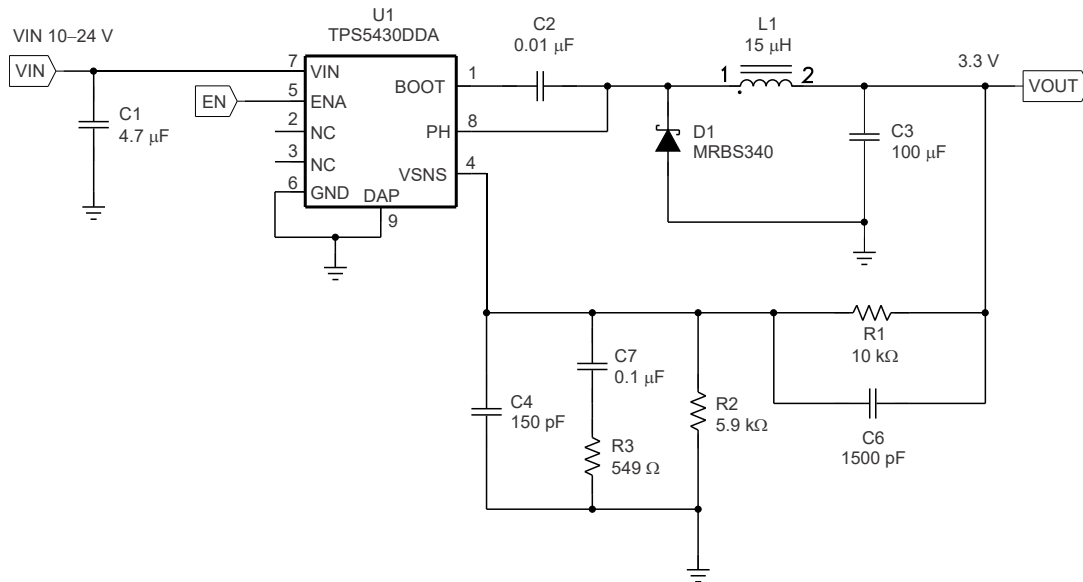 VIN 10–24 V
VIN
C1
4.7 μF
EN
U1
TPS5430DDA
7
5
2
3
6
VIN
ENA
NC
NC
GND
DAP
9
BOOT
PH
VSNS
1
8
4
C2
0.01 μF
L1
15 μH
1
2
D1
MRBS340
C3
100 μF
3.3 V
VOUT
R1
10 kΩ
C6
1500 pF
C7
0.1 μF
C4
150 pF
R3
549 Ω
R2
5.9 kΩ